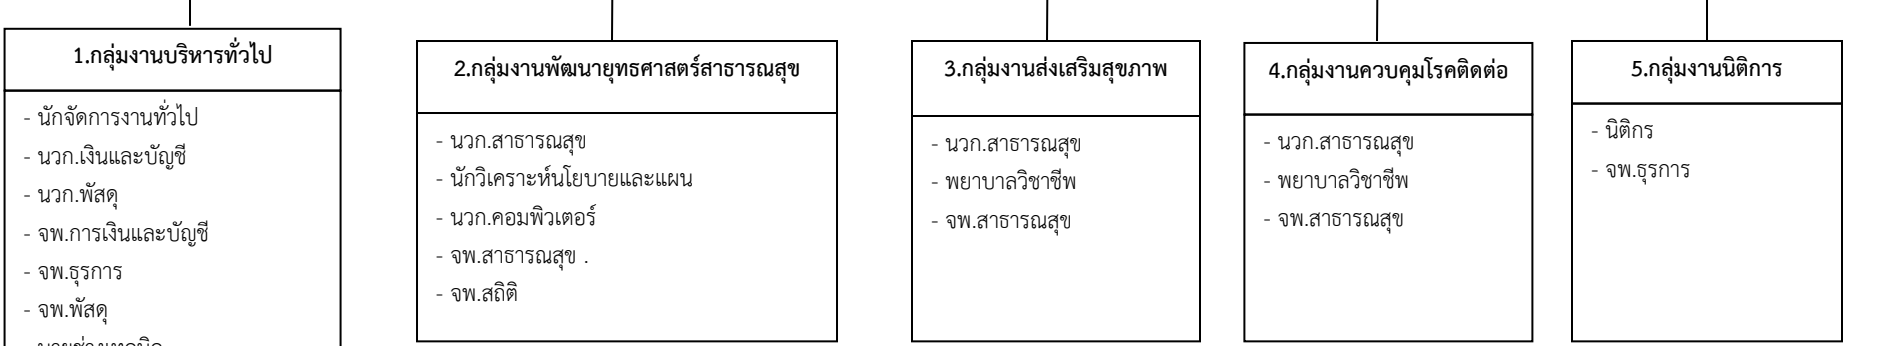 1.กลุ่มงานบริหารทั่วไป
- นักจัดการงานทั่วไป
- นวก.เงินและบัญชี
- นวก.พัสดุ
- จพ.การเงินและบัญชี
- จพ.ธุรการ
- จพ.พัสดุ
2.กลุ่มงานพัฒนายุทธศาสตร์สาธารณสุข
- นวก.สาธารณสุข
- นักวิเคราะห์นโยบายและแผน
- นวก.คอมพิวเตอร์
- จพ.สาธารณสุข .
- จพ.สถิติ
3.กลุ่มงานส่งเสริมสุขภาพ
- นวก.สาธารณสุข
- พยาบาลวิชาชีพ
- จพ.สาธารณสุข
4.กลุ่มงานควบคุมโรคติดต่อ
- นวก.สาธารณสุข
- พยาบาลวิชาชีพ
- จพ.สาธารณสุข
5.กลุ่มงานนิติการ
- นิติกร
- จพ.ธุรการ